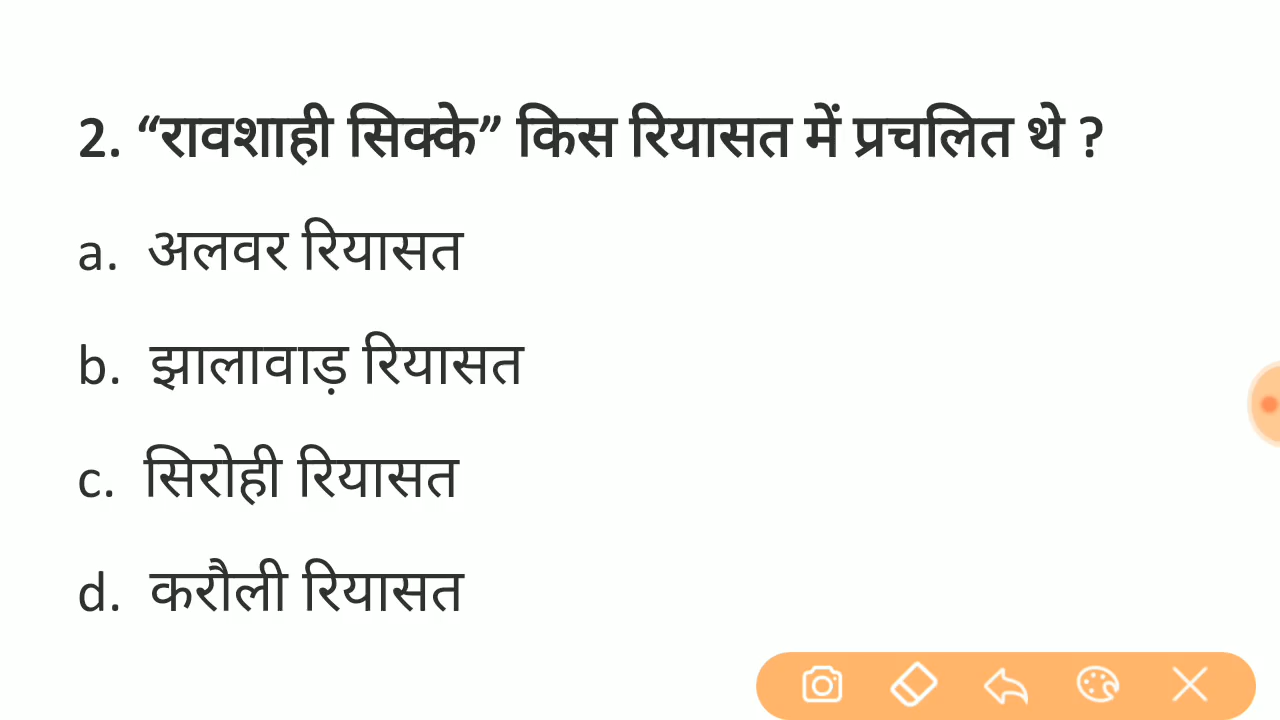 2. “रावशाही सिक्के” किस रियासत में प्रचलित थे ?
a. अलवर रियासत
b. झालावाड़ रियासत
c. सिरोही रियासत
d. करौली रियासत